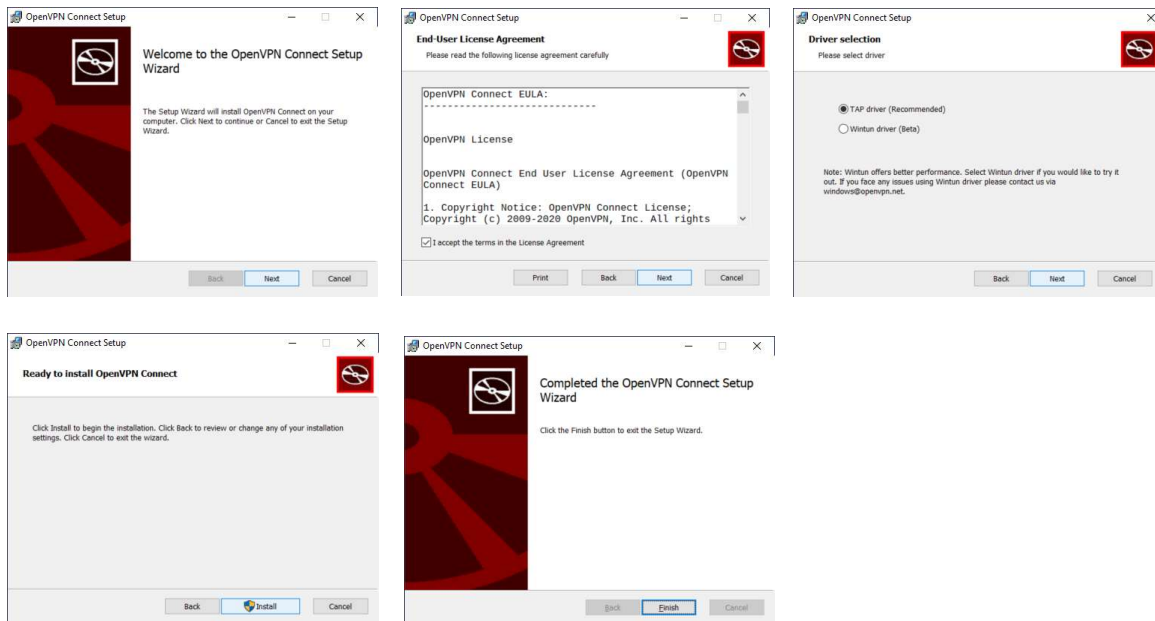 OpenVPN Connect Setup
Welcome to the OpenVPN Connect Setup
Wizard
The Setup Wizard will install OpenVPN Connect on your
computer. Click Next to continue or Cancel to exit the Setup
Wizard.
Back Next Cancel
OpenVPN Connect Setup
End-User License Agreement
Please read the following license agreement carefully
OpenVPN Connect EULA:
----------------------------
OpenVPN License
OpenVPN Connect End User License Agreement (OpenVPN
Connect EULA)
1. Copyright Notice: OpenVPN Connect License;
Copyright (c) 2009-2020 OpenVPN, Inc. All rights
I accept the terms in the License Agreement
Print Back Next Cancel
OpenVPN Connect Setup
Driver selection
Please select driver
TAP driver (Recommended)
Wintun driver (Beta)
Note: Wintun offers better performance. Select Wintun driver if you would like to try it
out. If you face any issues using Wintun driver please contact us via
windows@openvpn.net.
Back Next Cancel
OpenVPN Connect Setup
Ready to install OpenVPN Connect
Click Install to begin the installation. Click Back to review or change any of your installation
settings. Click Cancel to exit the wizard.
Back Install Cancel
OpenVPN Connect Setup
Completed the OpenVPN Connect Setup
Wizard
Click the Finish button to exit the Setup Wizard.
Back Finish Cancel